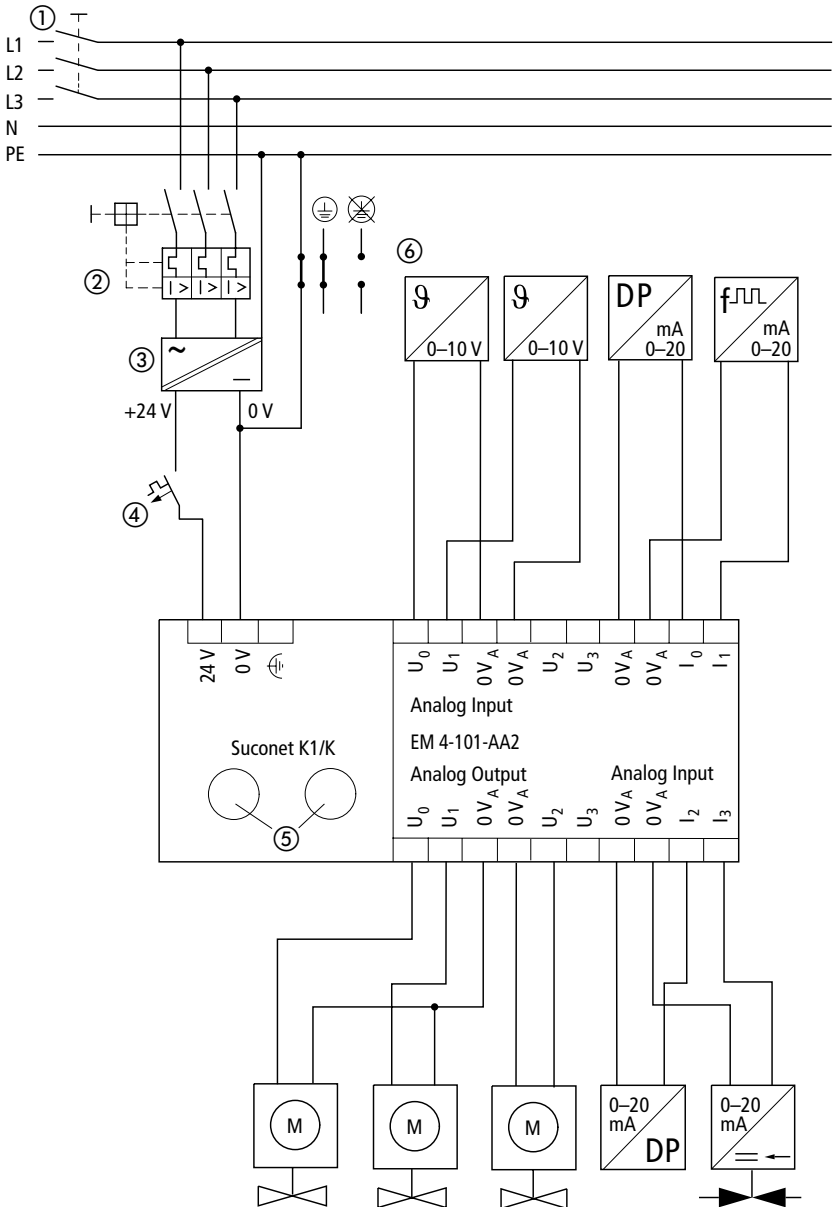 ①
L1
L2
L3
N
PE
②
I > I > I >
③
~
+24 V 0 V
④
⑥
ϑ
0–10 V
ϑ
0–10 V
DP
mA
0–20
f
mA
0–20
24 V 0 V
U0 U1 0 VA 0 VA U2 U3 0 VA 0 VA I0 I1
Analog Input
EM 4-101-AA2
Suconet K1/K
Analog Output Analog Input
U0 U1 0 VA 0 VA U2 U3 0 VA 0 VA I2 I3
⑤
M
M
M
0–20
mA
DP
0–20
mA